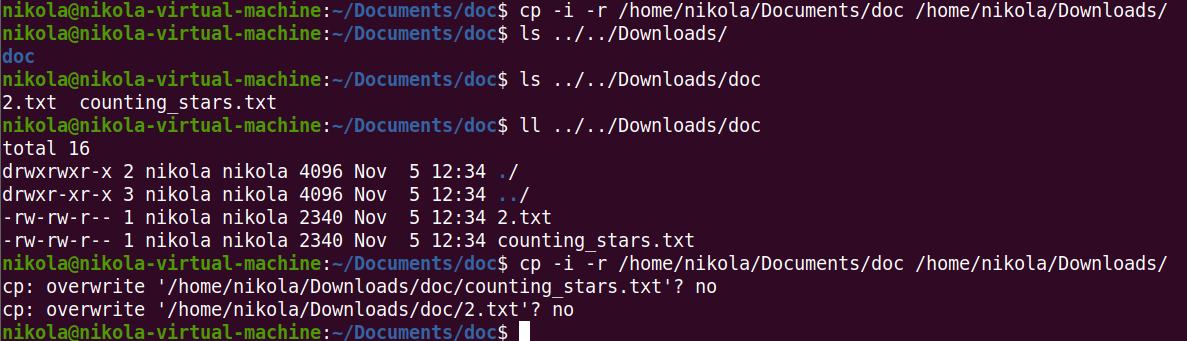 nikola@nikola-virtual-machine:~/Documents/doc$ cp -i -r /home/nikola/Documents/doc /home/nikola/Downloads/
nikola@nikola-virtual-machine:~/Documents/doc$ ls ../../Downloads/
doc
nikola@nikola-virtual-machine:~/Documents/doc$ ls ../../Downloads/doc
2.txt  counting_stars.txt
nikola@nikola-virtual-machine:~/Documents/doc$ ll ../../Downloads/doc
total 16
drwxrwxr-x 2 nikola nikola 4096 Nov  5 12:34 ./
drwxr-xr-x 3 nikola nikola 4096 Nov  5 12:34 ../
-rw-rw-r-- 1 nikola nikola 2340 Nov  5 12:34 2.txt
-rw-rw-r-- 1 nikola nikola 2340 Nov  5 12:34 counting_stars.txt
nikola@nikola-virtual-machine:~/Documents/doc$ cp -i -r /home/nikola/Documents/doc /home/nikola/Downloads/
cp: overwrite '/home/nikola/Downloads/doc/counting_stars.txt'? no
cp: overwrite '/home/nikola/Downloads/doc/2.txt'? no
nikola@nikola-virtual-machine:~/Documents/doc$